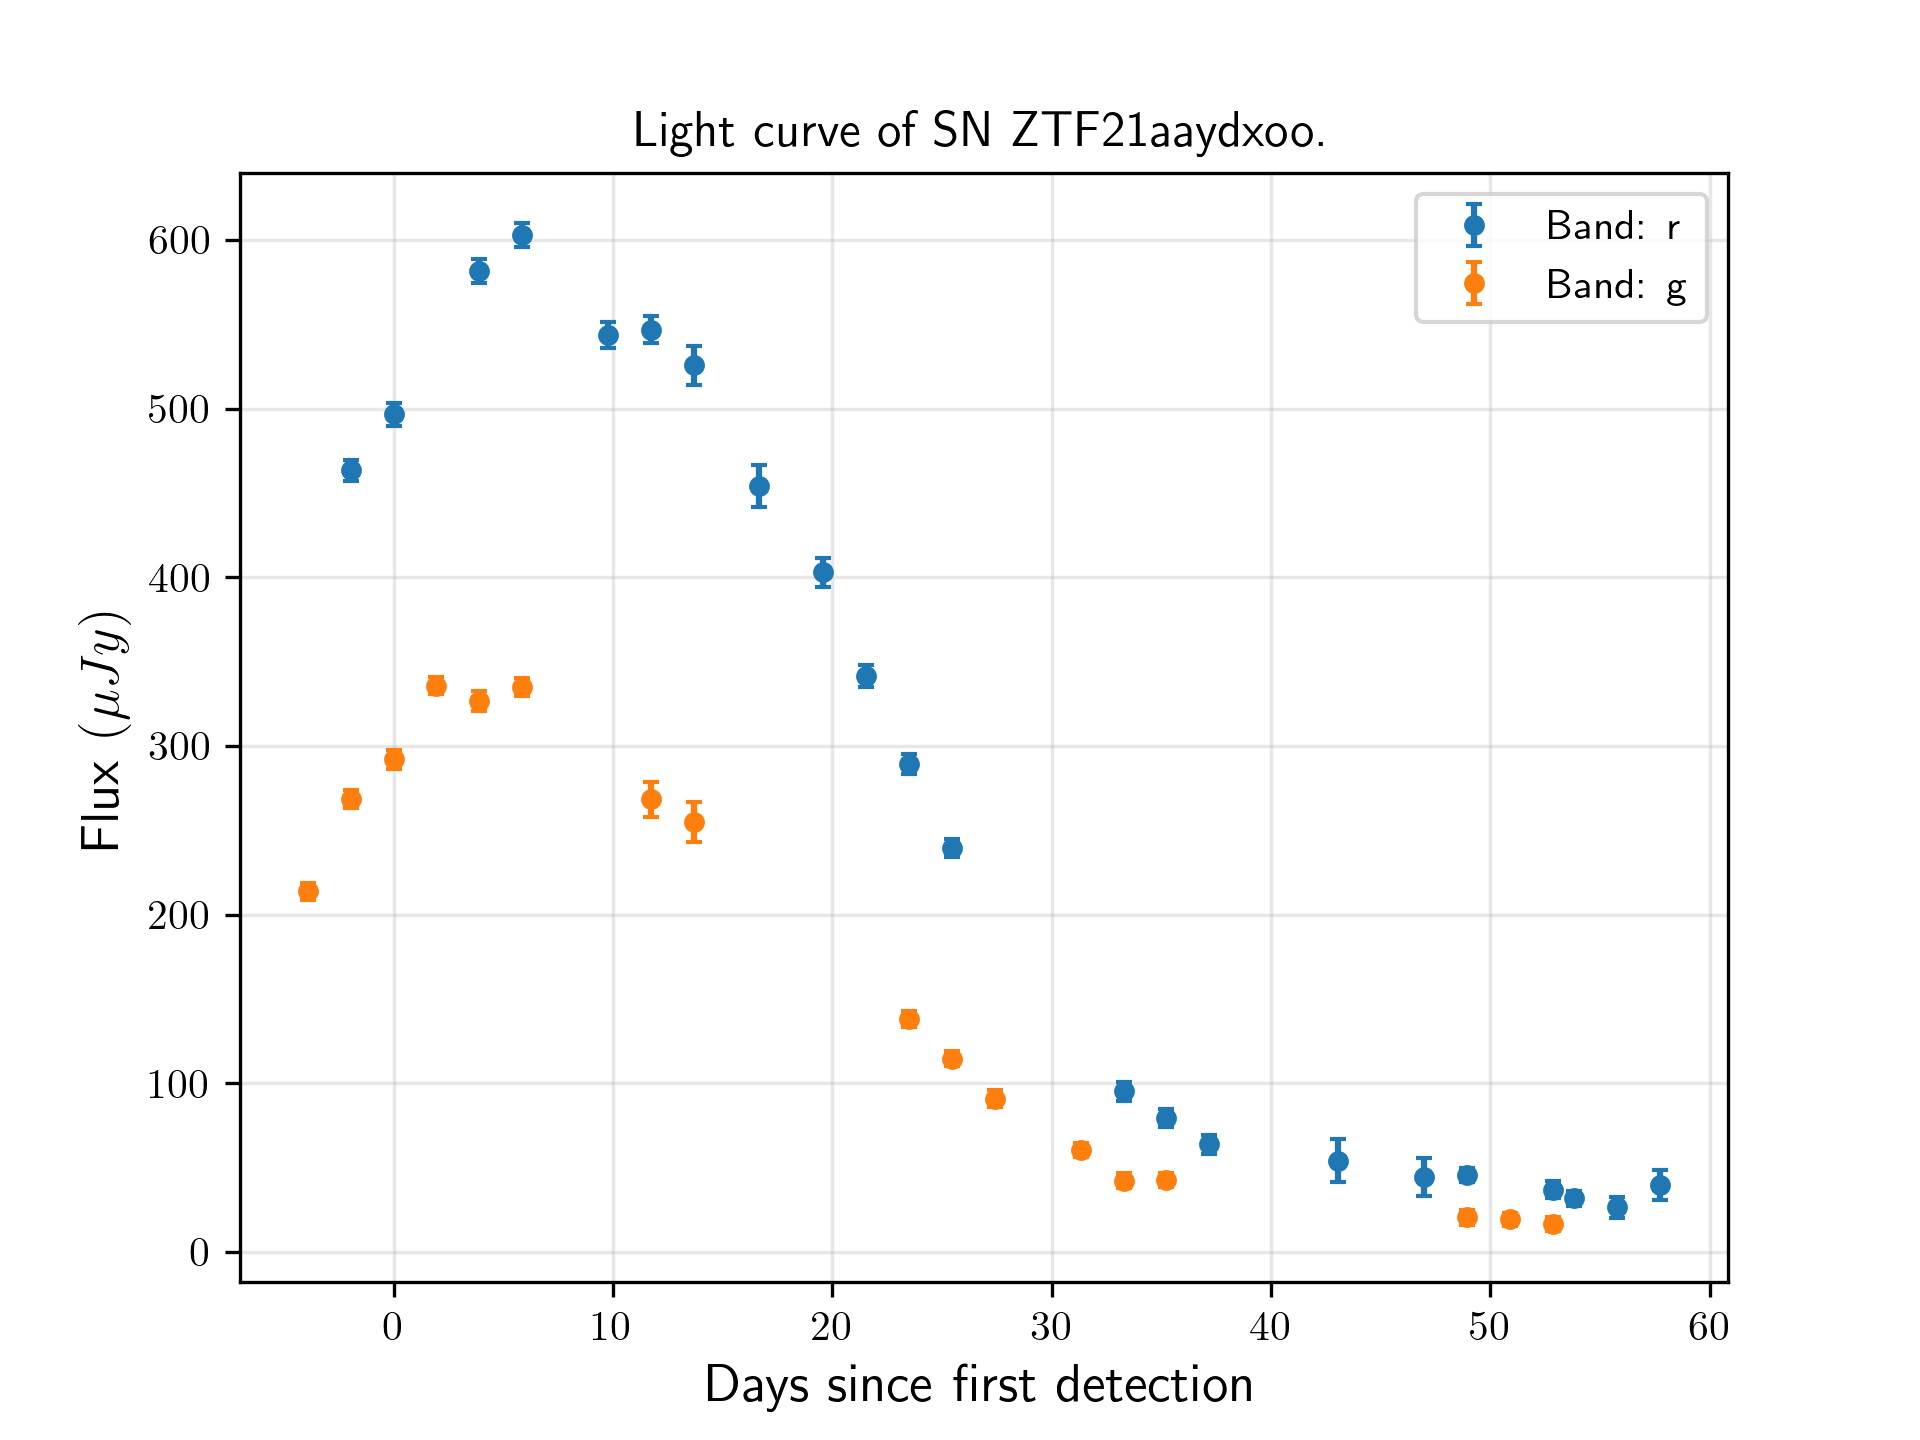 Light curve of SN ZTF21aaydxoo.
Band: r
Band: g
600
500
400
300
200
100
0
Flux (μJy)
0 10 20 30 40 50 60
Days since first detection